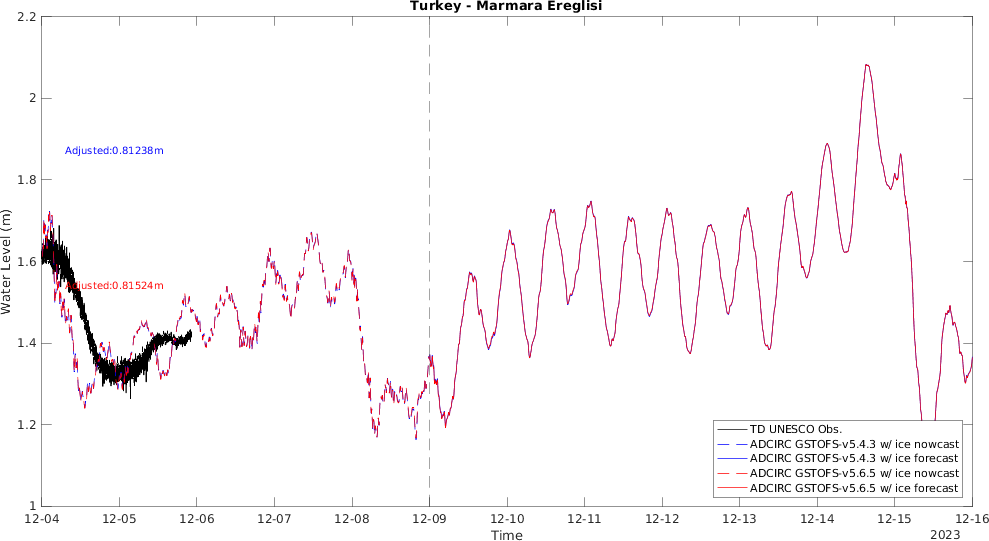 Turkey - Marmara Ereglisi
2.2
2
1.8
1.6
1.4
1.2
1
Water Level (m)
Adjusted:0.81238m
Adjusted:0.81524m
TD UNESCO Obs.
ADCIRC GSTOFS-v5.4.3 w/ ice nowcast
ADCIRC GSTOFS-v5.4.3 w/ ice forecast
ADCIRC GSTOFS-v5.6.5 w/ ice nowcast
ADCIRC GSTOFS-v5.6.5 w/ ice forecast
12-04 12-05 12-06 12-07 12-08 12-09 12-10 12-11 12-12 12-13 12-14 12-15 12-16
Time
2023